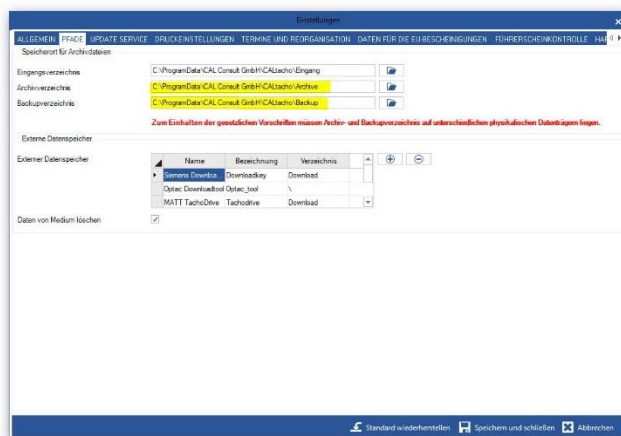 Einstellungen
ALLGEMEIN PFADE UPDATE SERVICE DRUCKEINSTELLUNGEN TERMINE UND REORGANISATION DATEN FÜR DIE EU-BESCHEINIGUNGEN FÜHRERSCHEINKONTROLLE
Speicherort für Archivdateien
Eingangsverzeichnis C:\ProgramData\CAL Consult GmbH\CALtacho\Eingang
Archivverzeichnis C:\ProgramData\CAL Consult GmbH\CALtacho\Archive
Backupverzeichnis C:\ProgramData\CAL Consult GmbH\CALtacho\Backup
Zum Einhalten der gesetzlichen Vorschriften müssen Archiv- und Backupverzeichnis auf unterschiedlichen physikalischen Datenträgern liegen.
Externe Datenspeicher
Externer Datenspeicher Name Bezeichnung Verzeichnis
Siemens Downloa... Downloadkey Download
Optac Downloadtool Optac_tool \
MATT TachoDrive Tachodrive Download
Daten von Medium löschen
Standard wiederherstellen Speichern und schließen Abbrechen